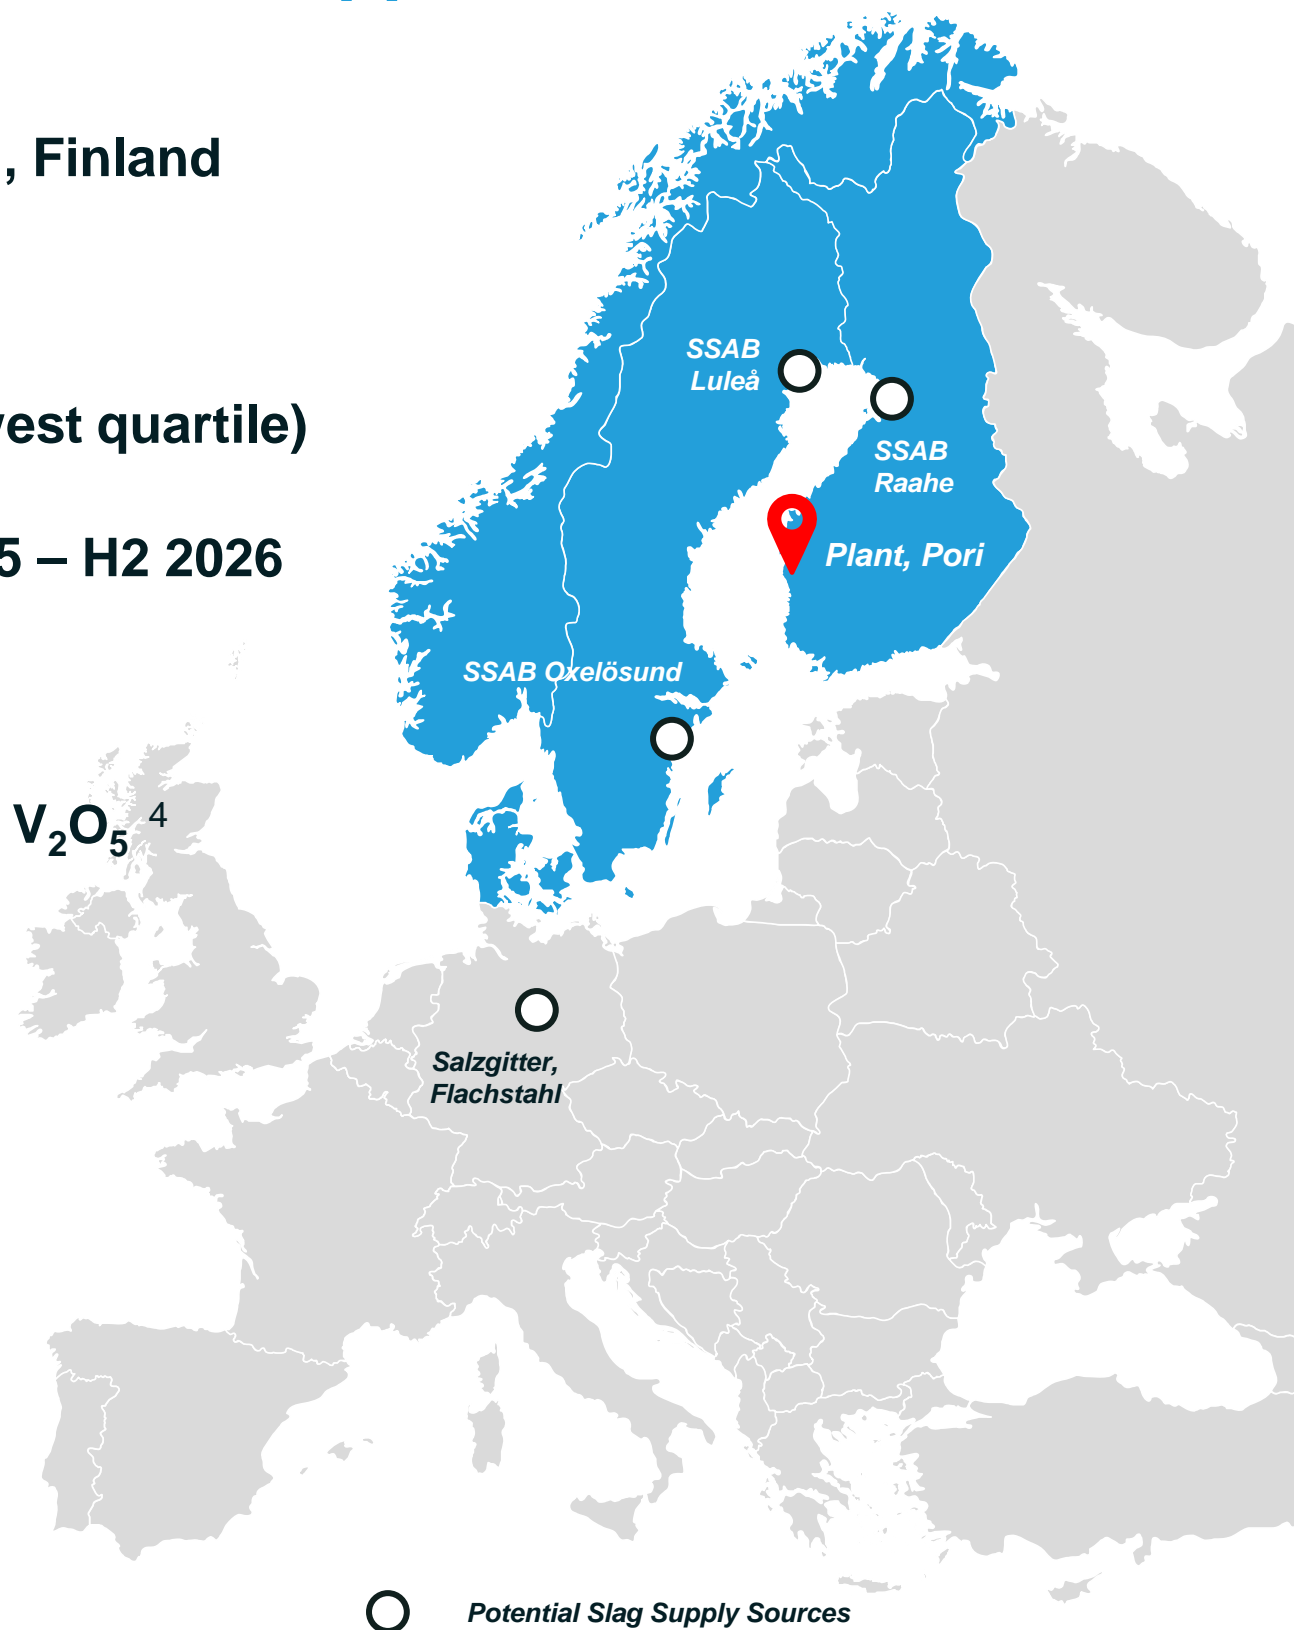 , Finland
vest quartile)
5 – H2 2026
V₂O₅ ⁴
SSAB
Luleå
SSAB
Raahe
Plant, Pori
SSAB Oxelösund
Salzgitter,
Flachstahl
Potential Slag Supply Sources